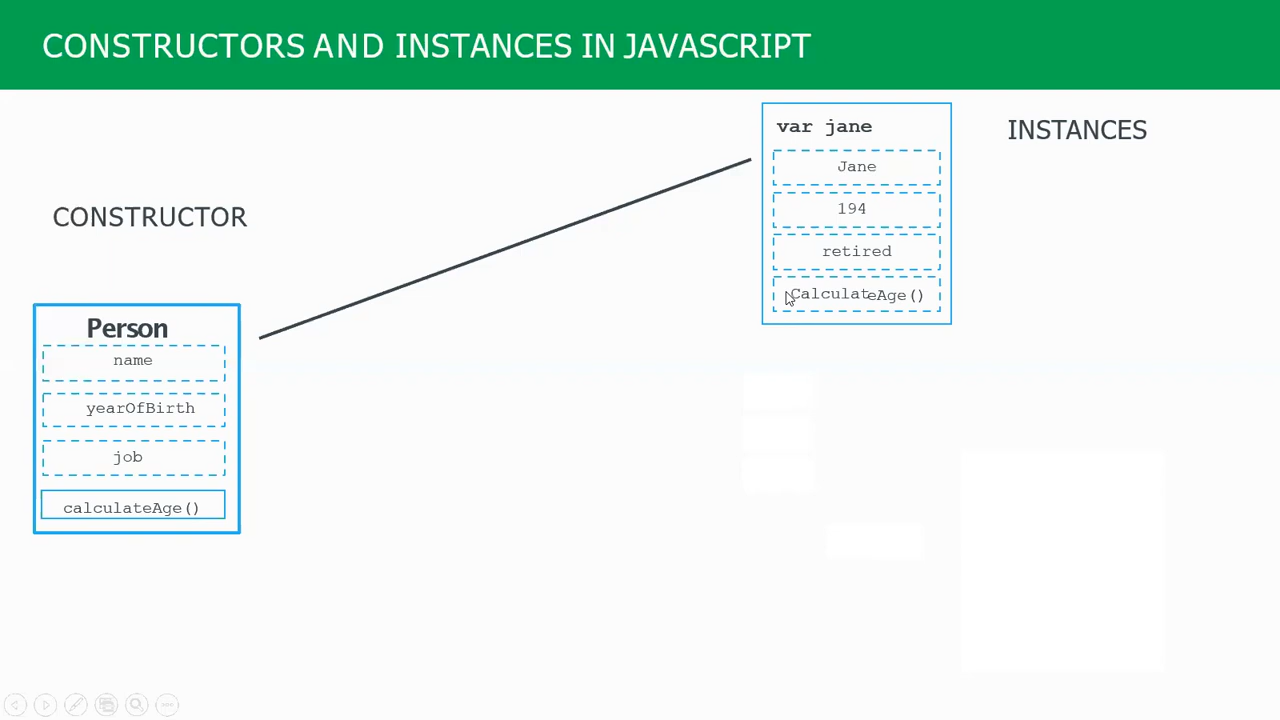 CONSTRUCTORS AND INSTANCES IN JAVASCRIPT
INSTANCES
var jane
Jane
194
retired
CalculateAge()
CONSTRUCTOR
Person
name
yearOfBirth
job
calculateAge()